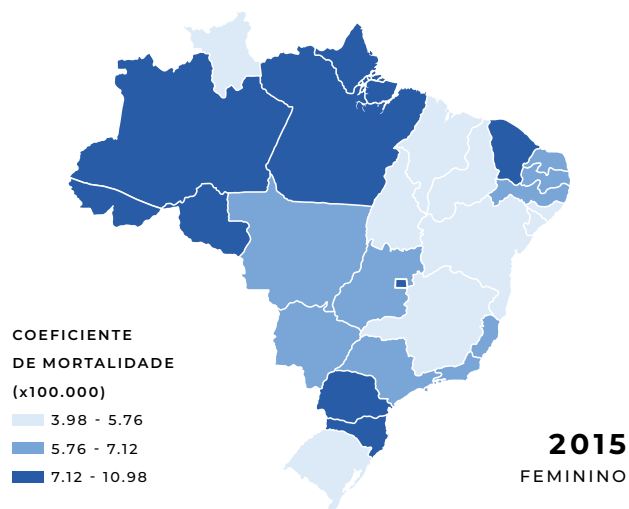 COEFICIENTE
DE MORTALIDADE
(x100.000)
3.98 - 5.76
5.76 - 7.12
7.12 - 10.98
2015
FEMININO